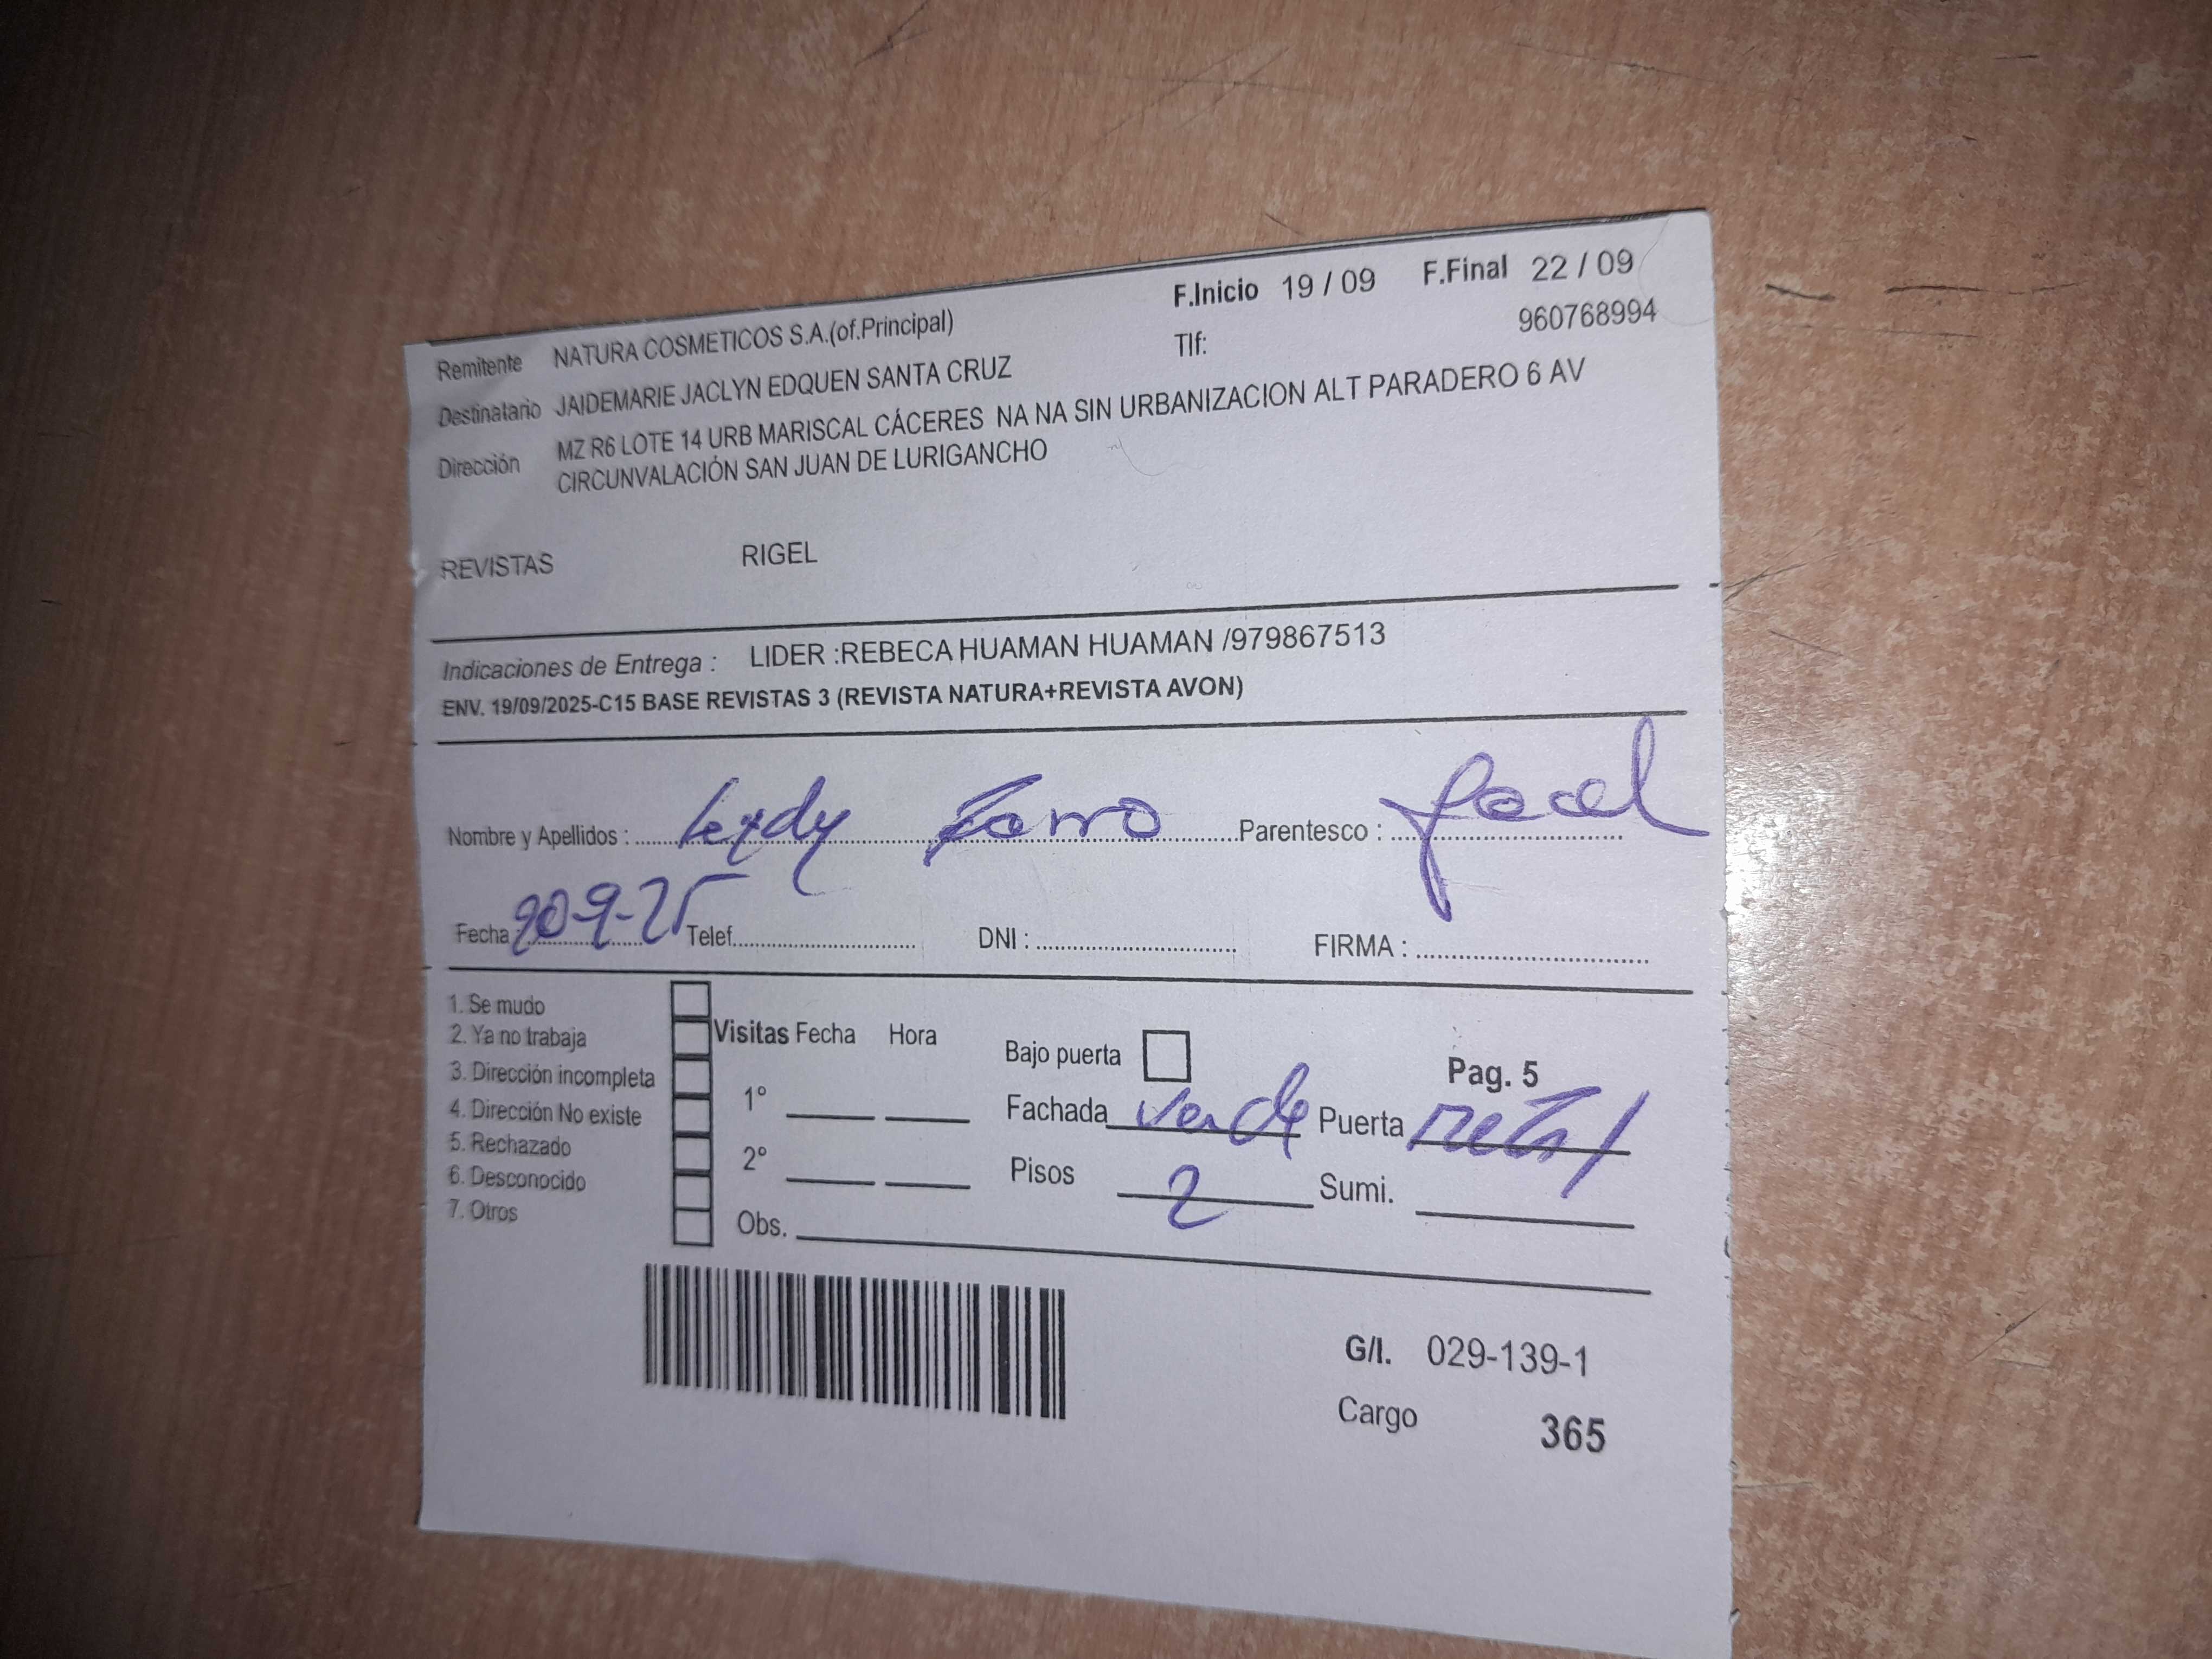 F.Inicio 19 / 09 F.Final 22 / 09
Remitente NATURA COSMETICOS S.A.(of.Principal) Tlf: 960768994
Destinatario JAIDEMARIE JACLYN EDQUEN SANTA CRUZ
Dirección MZ R6 LOTE 14 URB MARISCAL CÁCERES NA NA SIN URBANIZACION ALT PARADERO 6 AV
CIRCUNVALACIÓN SAN JUAN DE LURIGANCHO
REVISTAS RIGEL
Indicaciones de Entrega : LIDER :REBECA HUAMAN HUAMAN /979867513
ENV. 19/09/2025-C15 BASE REVISTAS 3 (REVISTA NATURA+REVISTA AVON)
Nombre y Apellidos : Parentesco :
Fecha 20-9-25 Telef. DNI : FIRMA :
1. Se mudo
2. Ya no trabaja
3. Dirección incompleta
4. Dirección No existe
5. Rechazado
6. Desconocido
7. Otros
Visitas Fecha Hora
1°
2°
Obs.
Bajo puerta Pag. 5
Fachada verde Puerta metal
Pisos 2 Sumi.
G/I. 029-139-1
Cargo 365